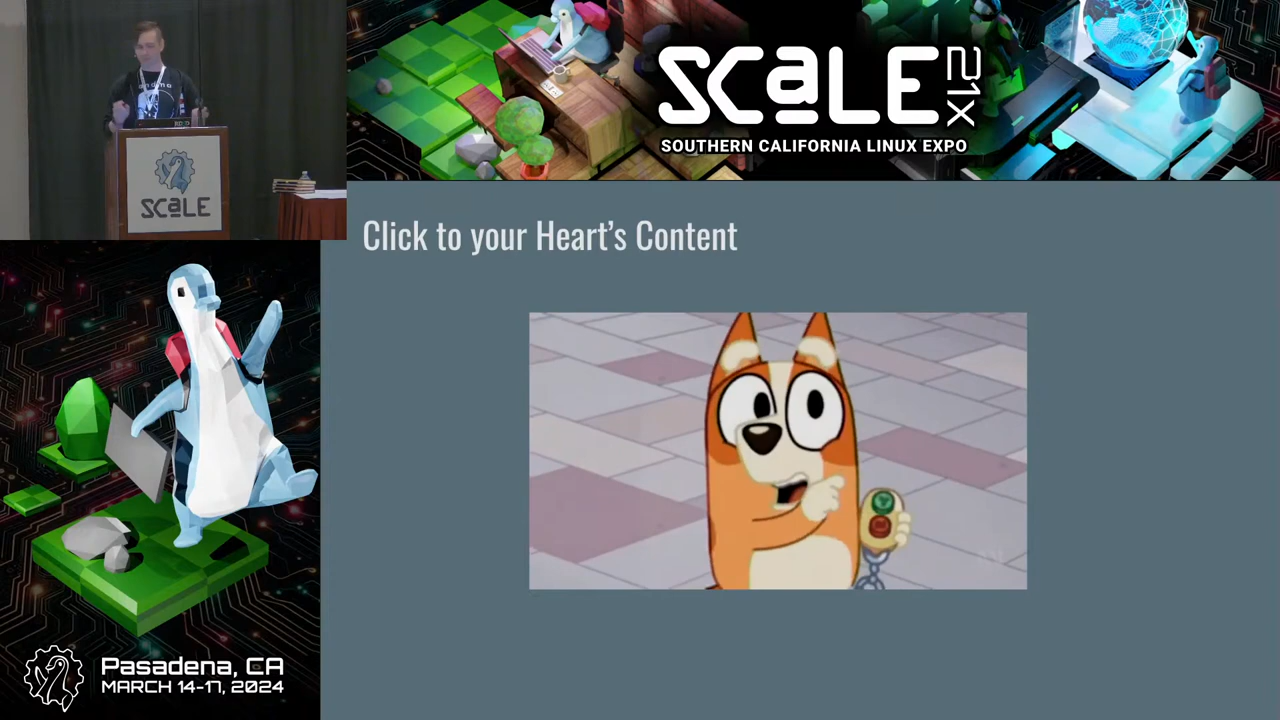 SCaLE 21x
SOUTHERN CALIFORNIA LINUX EXPO
SCaLE
Click to your Heart's Content
Pasadena, CA
MARCH 14-17, 2024